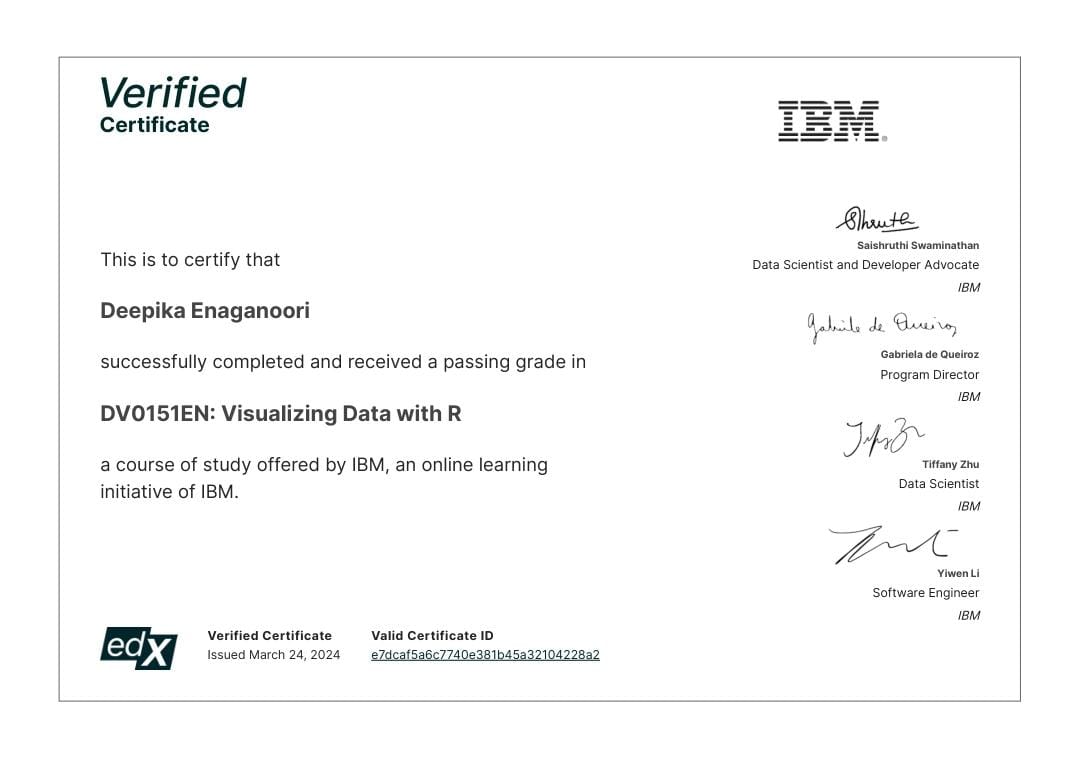 Verified
Certificate
IBM
This is to certify that
Deepika Enaganoori
successfully completed and received a passing grade in
DV0151EN: Visualizing Data with R
a course of study offered by IBM, an online learning
initiative of IBM.
Shruth
Saishruthi Swaminathan
Data Scientist and Developer Advocate
IBM
Gabriela de Queiroz
Gabriela de Queiroz
Program Director
IBM
Tiffany Zhu
Data Scientist
IBM
Yiwen Li
Software Engineer
IBM
edX
Verified Certificate
Issued March 24, 2024
Valid Certificate ID
e7dcaf5a6c7740e381b45a32104228a2